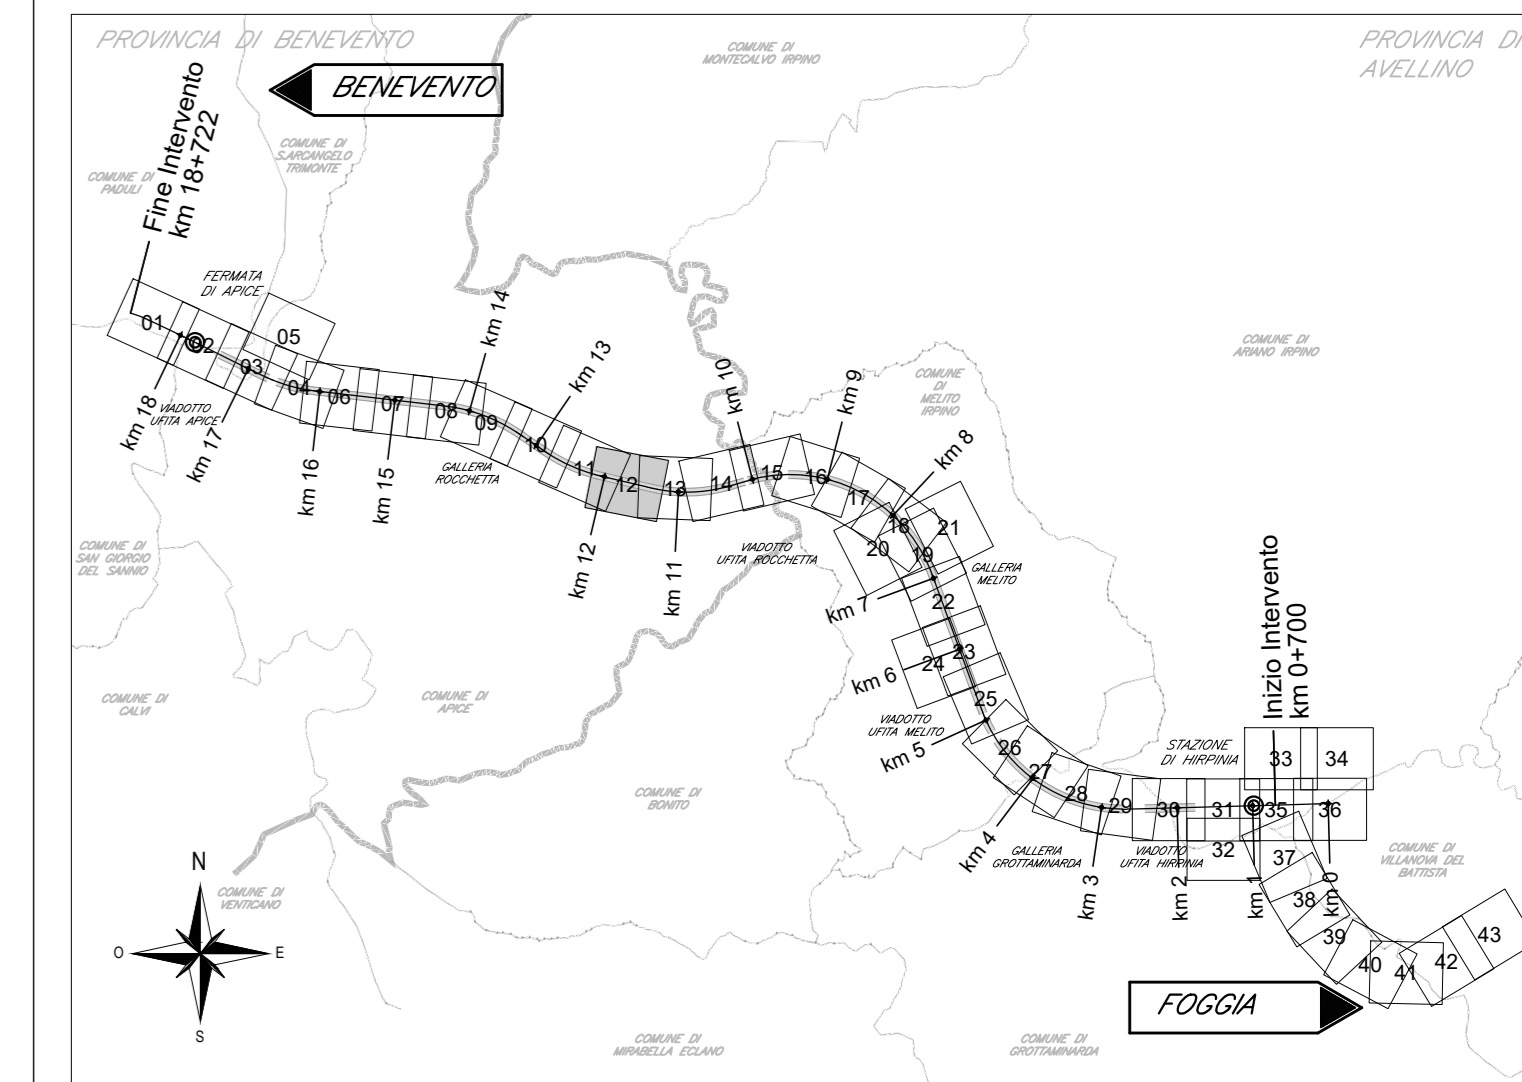 PROVINCIA DI BENEVENTO
PROVINCIA DI
AVELLINO
COMUNE DI
MONTECALVO IRPINO
BENEVENTO
Fine Intervento
km 18+722
COMUNE DI
S.ARCANGELO
TRIMONTE
COMUNE DI
PADULI
FERMATA
DI APICE
COMUNE DI
ARIANO IRPINO
COMUNE
DI
MELITO
IRPINO
01
02
03
04
05
06
07
08
09
10
11
12
13
14
15
16
17
18
19
20
21
22
23
24
25
26
27
28
29
30
31
32
33
34
35
36
37
38
39
40
41
42
43
km 18
km 17
km 16
km 15
km 14
km 13
km 12
km 11
km 10
km 9
km 8
km 7
km 6
km 5
km 4
km 3
km 2
km 1
km 0
VIADOTTO
UFITA APICE
GALLERIA
ROCCHETTA
VIADOTTO
UFITA ROCCHETTA
GALLERIA
MELITO
VIADOTTO
UFITA MELITO
STAZIONE
DI HIRPINIA
GALLERIA
GROTTAMINARDA
VIADOTTO
UFITA HIRPINIA
Inizio Intervento
km 0+700
COMUNE DI
SAN GIORGIO
DEL SANNIO
COMUNE DI
CALVI
COMUNE DI
APICE
COMUNE DI
BONITO
COMUNE DI
VENTICANO
COMUNE DI
VILLANOVA DEL
BATTISTA
N
O
E
S
FOGGIA
COMUNE DI
MIRABELLA ECLANO
COMUNE DI
GROTTAMINARDA